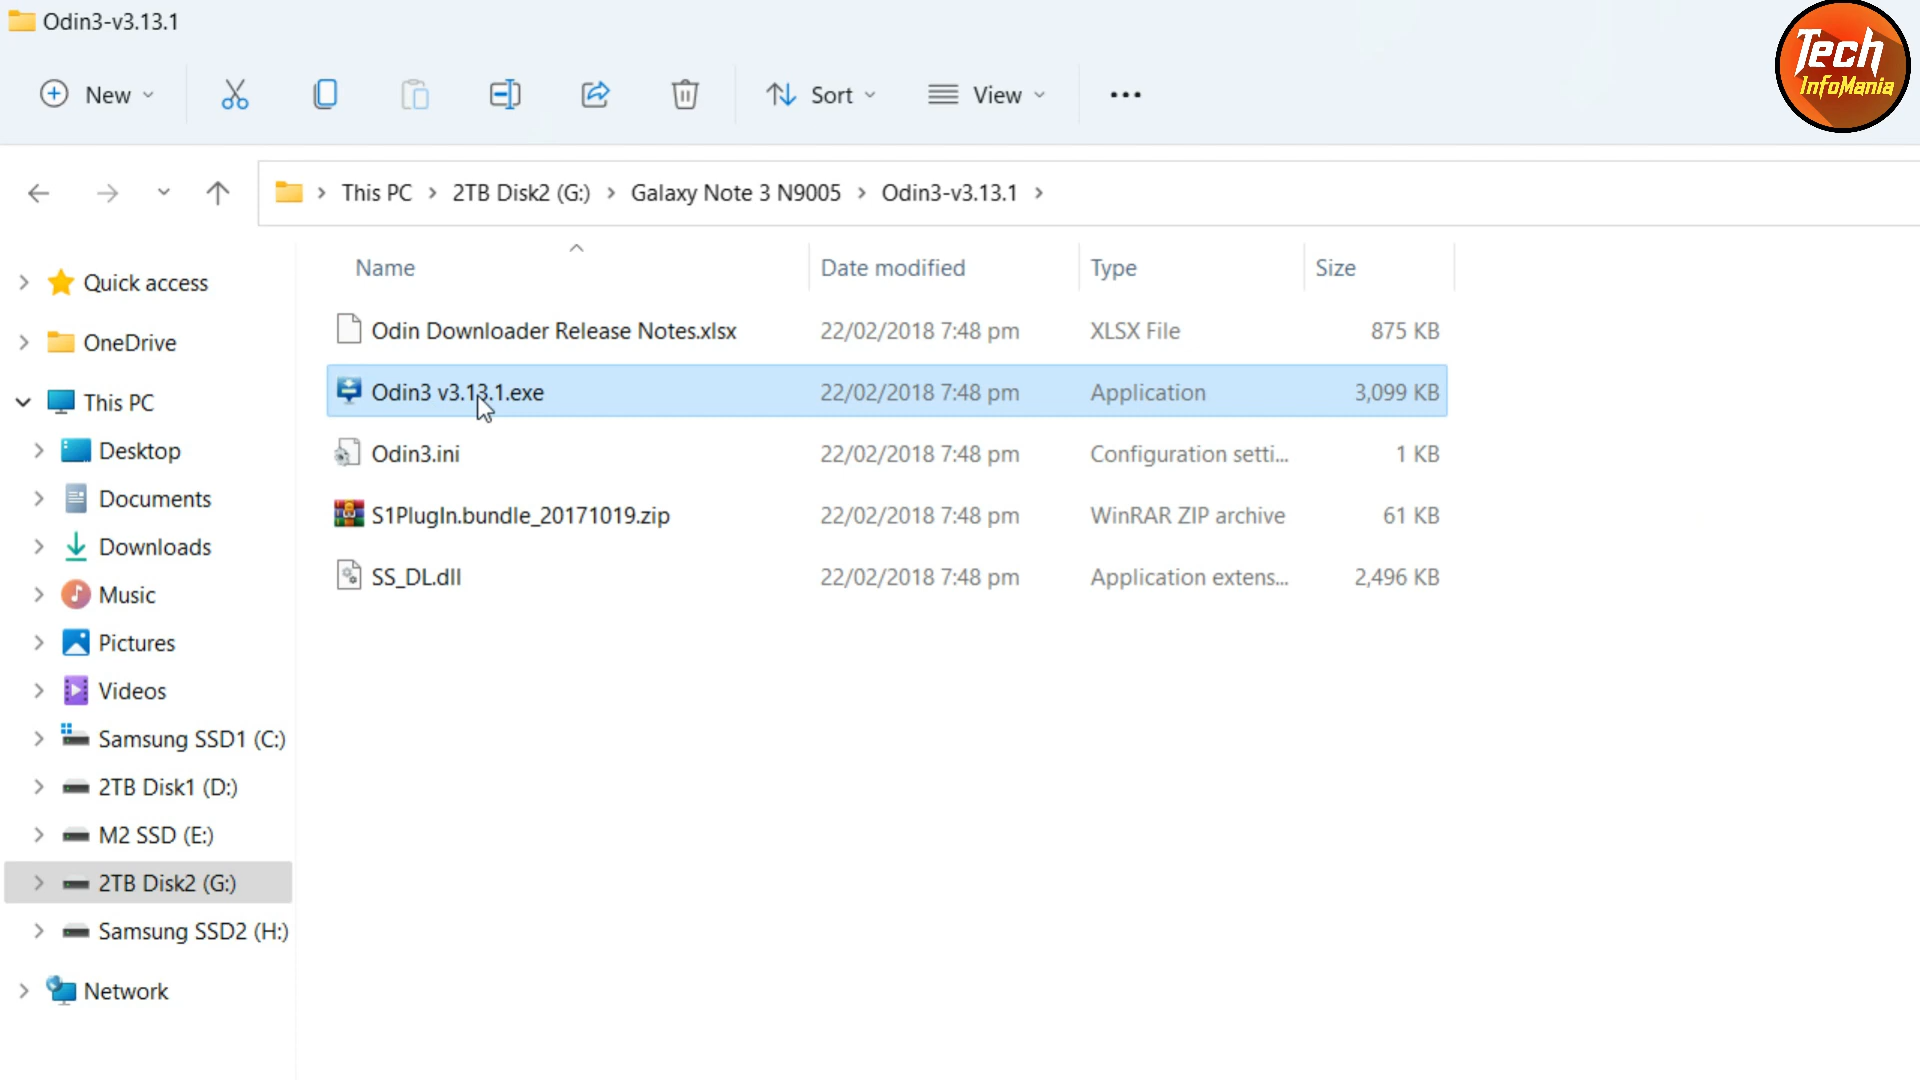 Odin3-v3.13.1
Tech
InfoMania
New
Sort
View
This PC > 2TB Disk2 (G:) > Galaxy Note 3 N9005 > Odin3-v3.13.1 >
Name Date modified Type Size
Quick access
OneDrive
This PC
Desktop
Documents
Downloads
Music
Pictures
Videos
Samsung SSD1 (C:)
2TB Disk1 (D:)
M2 SSD (E:)
2TB Disk2 (G:)
Samsung SSD2 (H:)
Network
Odin Downloader Release Notes.xlsx 22/02/2018 7:48 pm XLSX File 875 KB
Odin3 v3.13.1.exe 22/02/2018 7:48 pm Application 3,099 KB
Odin3.ini 22/02/2018 7:48 pm Configuration setti... 1 KB
S1PlugIn.bundle_20171019.zip 22/02/2018 7:48 pm WinRAR ZIP archive 61 KB
SS_DL.dll 22/02/2018 7:48 pm Application extens... 2,496 KB